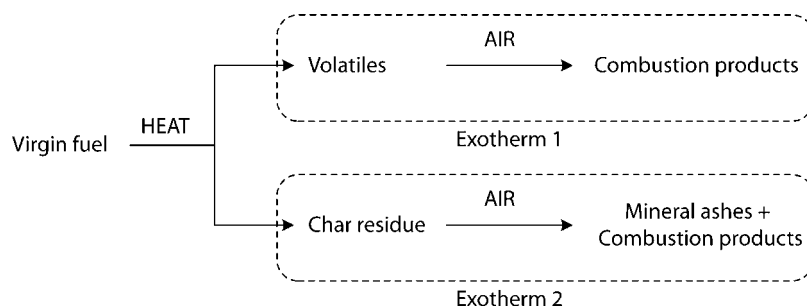 AIR
Volatiles
Combustion products
HEAT
Exotherm 1
Virgin fuel
AIR
Char residue
Mineral ashes +
Combustion products
Exotherm 2